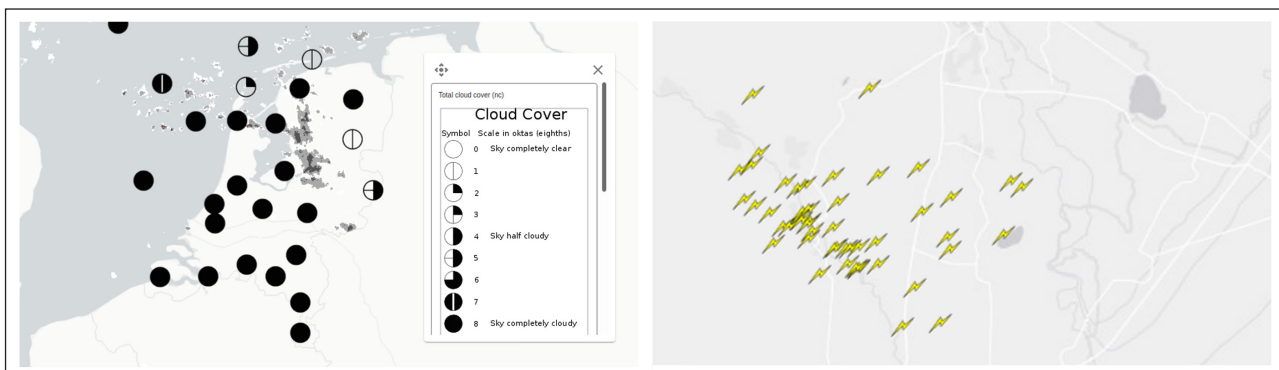 Total cloud cover (nc)
Cloud Cover
Symbol Scale in oktas (eighths)
0 Sky completely clear
1
2
3
4 Sky half cloudy
5
6
7
8 Sky completely cloudy